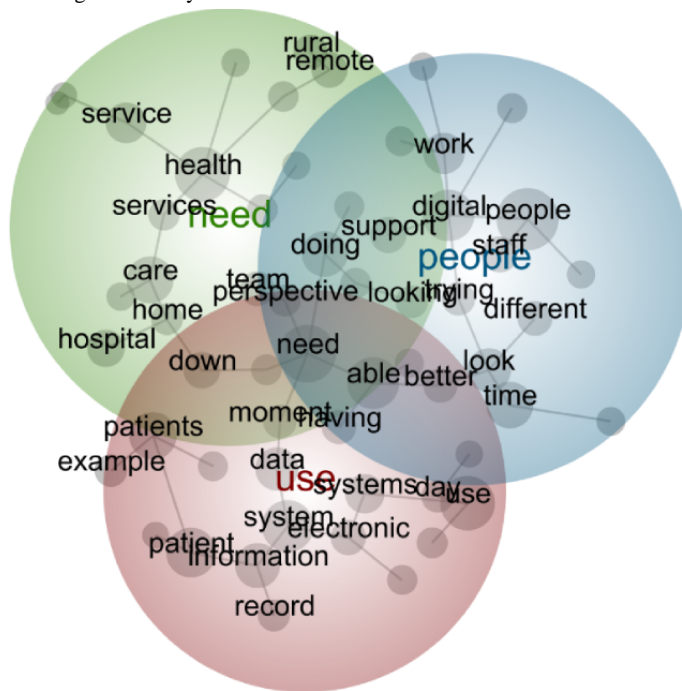 rural
remote
service
work
health
services
need
digital
people
support
doing
staff
people
care
team
perspective
looking
trying
home
different
hospital
need
down
look
able
better
time
moment
having
patients
example
data
use
systems
day
use
system
electronic
patient
information
record